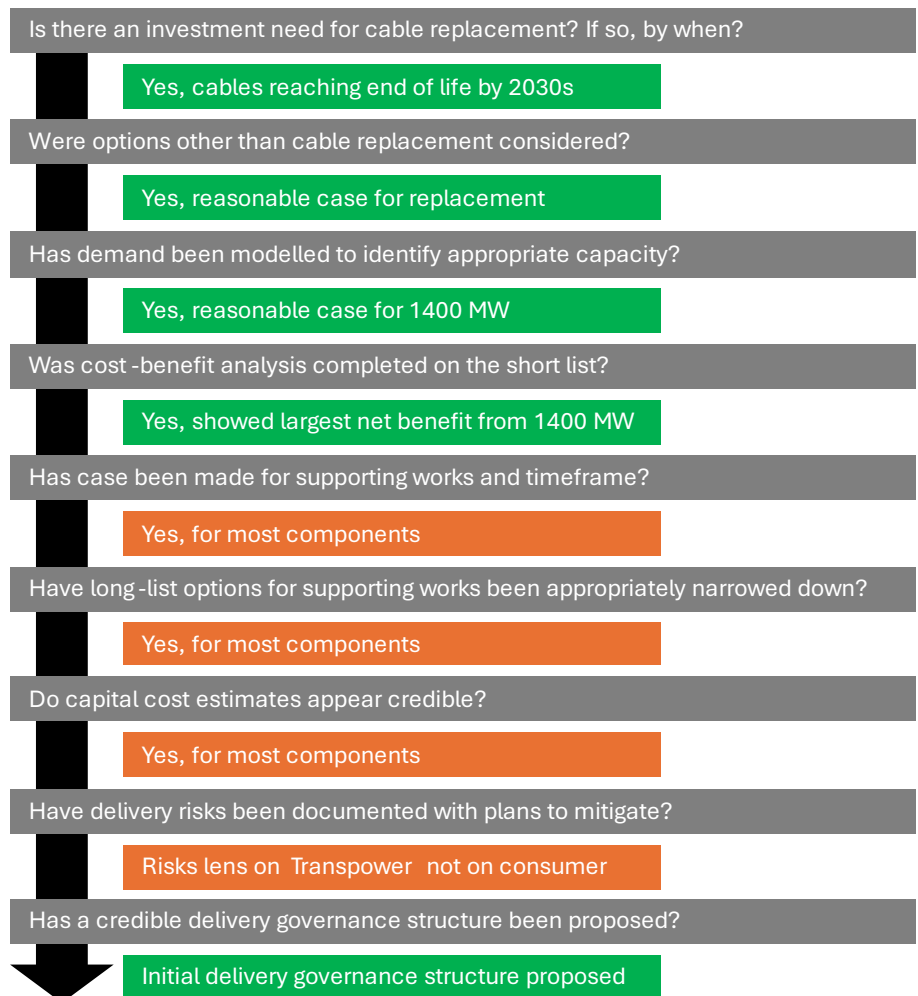 Is there an investment need for cable replacement? If so, by when?
Yes, cables reaching end of life by 2030s
Were options other than cable replacement considered?
Yes, reasonable case for replacement
Has demand been modelled to identify appropriate capacity?
Yes, reasonable case for 1400 MW
Was cost-benefit analysis completed on the short list?
Yes, showed largest net benefit from 1400 MW
Has case been made for supporting works and timeframe?
Yes, for most components
Have long-list options for supporting works been appropriately narrowed down?
Yes, for most components
Do capital cost estimates appear credible?
Yes, for most components
Have delivery risks been documented with plans to mitigate?
Risks lens on Transpower not on consumer
Has a credible delivery governance structure been proposed?
Initial delivery governance structure proposed